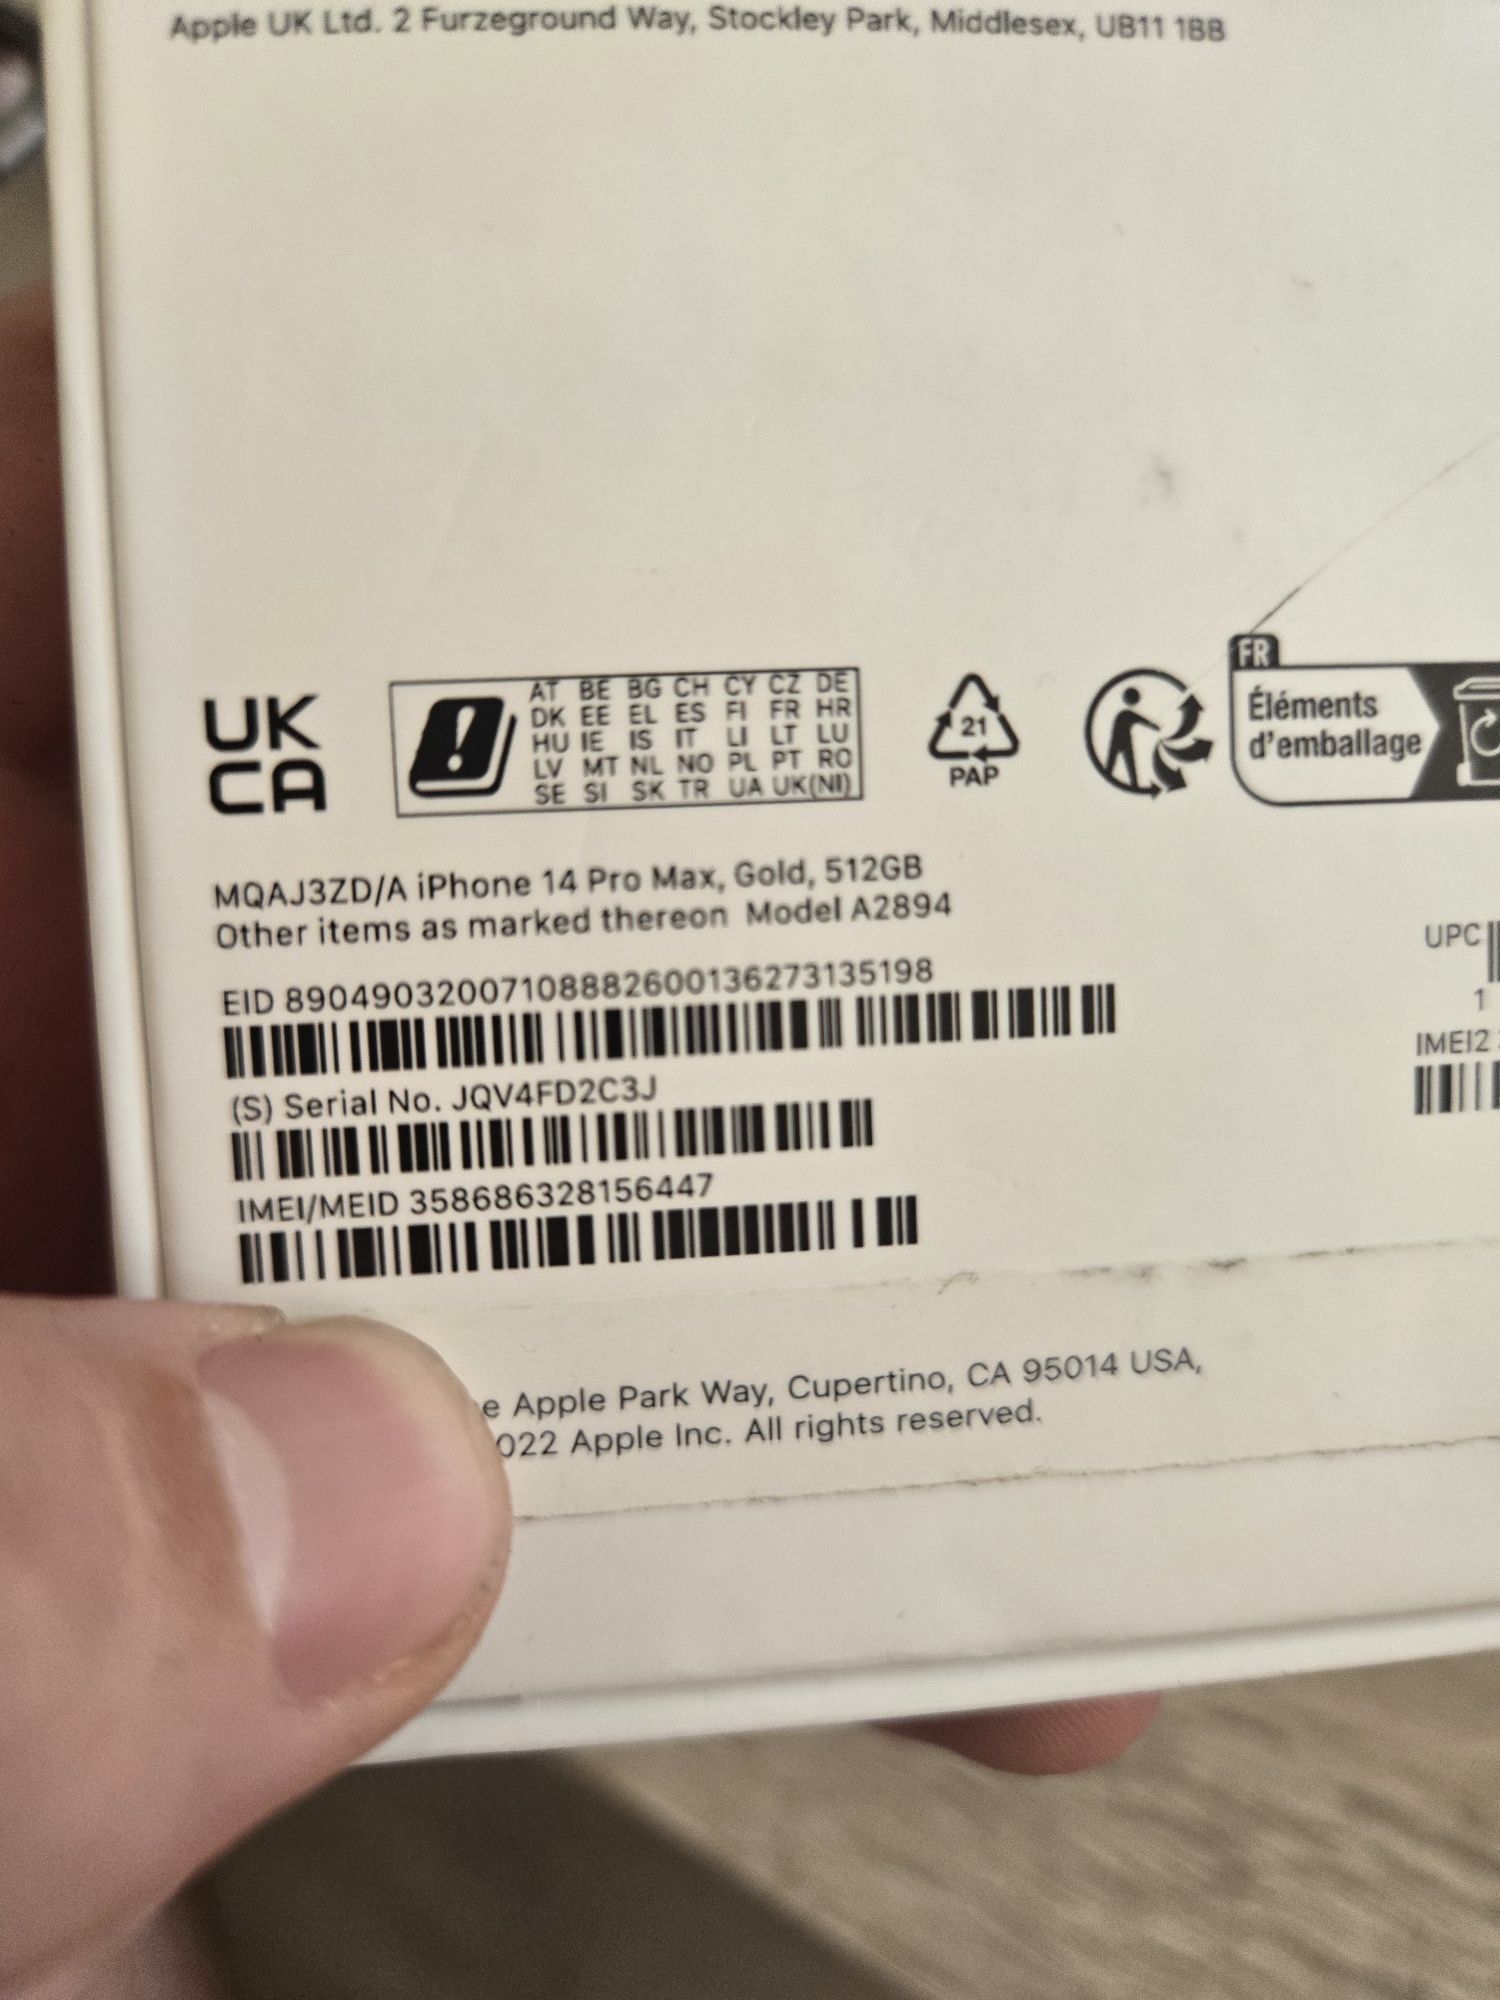 Apple UK Ltd. 2 Furzeground Way, Stockley Park, Middlesex, UB11 1BB
UK
CA
AT BE BG CH CY CZ DE
DK EE EL ES FI FR HR
HU IE IS IT LI LT LU
LV MT NL NO PL PT RO
SE SI SK TR UA UK(NI)
21
PAP
FR
Éléments
d'emballage
MQAJ3ZD/A iPhone 14 Pro Max, Gold, 512GB
Other items as marked thereon Model A2894
EID 89049032007108882600136273135198
(S) Serial No. JQV4FD2C3J
IMEI/MEID 358686328156447
UPC
1
IMEI2
Apple Park Way, Cupertino, CA 95014 USA,
022 Apple Inc. All rights reserved.